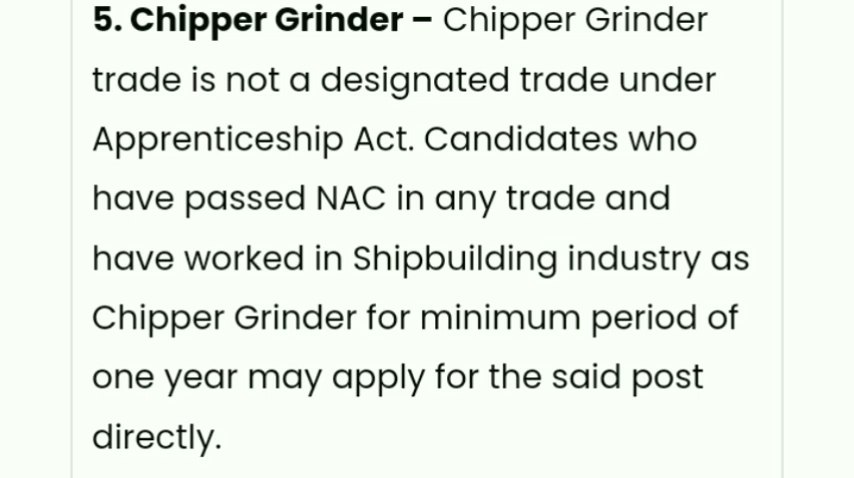 5. Chipper Grinder – Chipper Grinder
trade is not a designated trade under
Apprenticeship Act. Candidates who
have passed NAC in any trade and
have worked in Shipbuilding industry as
Chipper Grinder for minimum period of
one year may apply for the said post
directly.